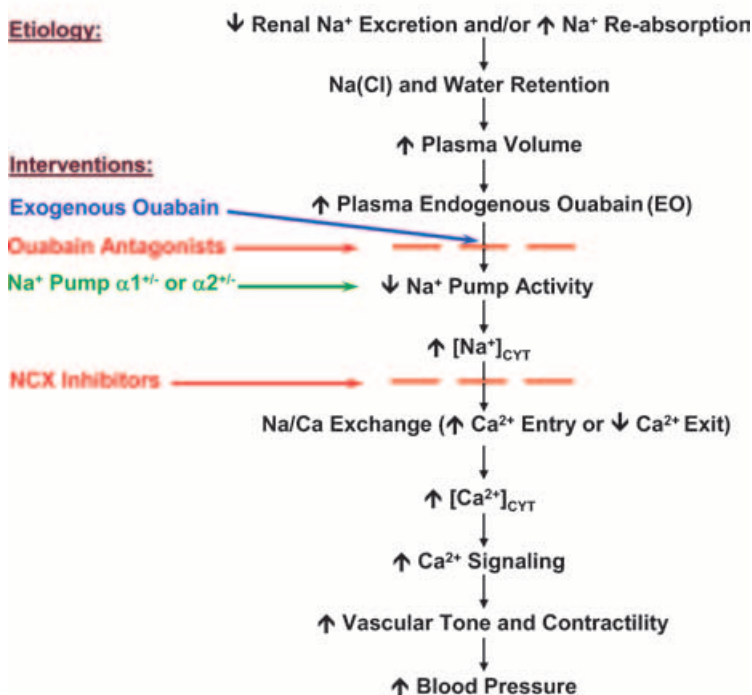 Etiology:
↓ Renal Na⁺ Excretion and/or ↑ Na⁺ Re-absorption
Na(Cl) and Water Retention
↑ Plasma Volume
Interventions:
Exogenous Ouabain
↑ Plasma Endogenous Ouabain (EO)
Ouabain Antagonists
Na⁺ Pump α1⁺/⁻ or α2⁺/⁻
↓ Na⁺ Pump Activity
↑ [Na⁺]CYT
NCX Inhibitors
Na/Ca Exchange (↑ Ca²⁺ Entry or ↓ Ca²⁺ Exit)
↑ [Ca²⁺]CYT
↑ Ca²⁺ Signaling
↑ Vascular Tone and Contractility
↑ Blood Pressure